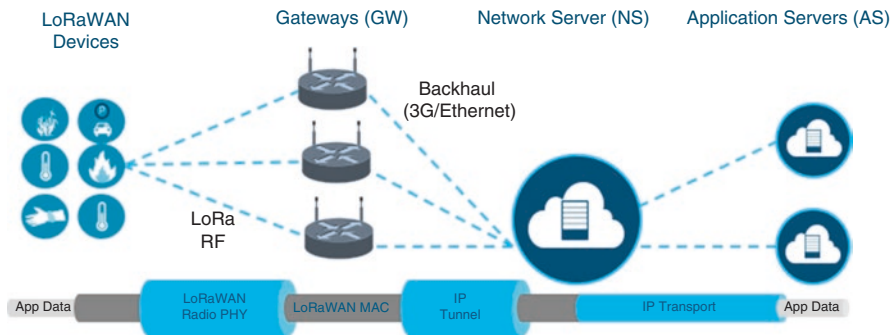 LoRaWAN
Devices
Gateways (GW)
Network Server (NS)
Application Servers (AS)
Backhaul
(3G/Ethernet)
P
LoRa
RF
App Data
LoRaWAN
Radio PHY
LoRaWAN MAC
IP
Tunnel
IP Transport
App Data